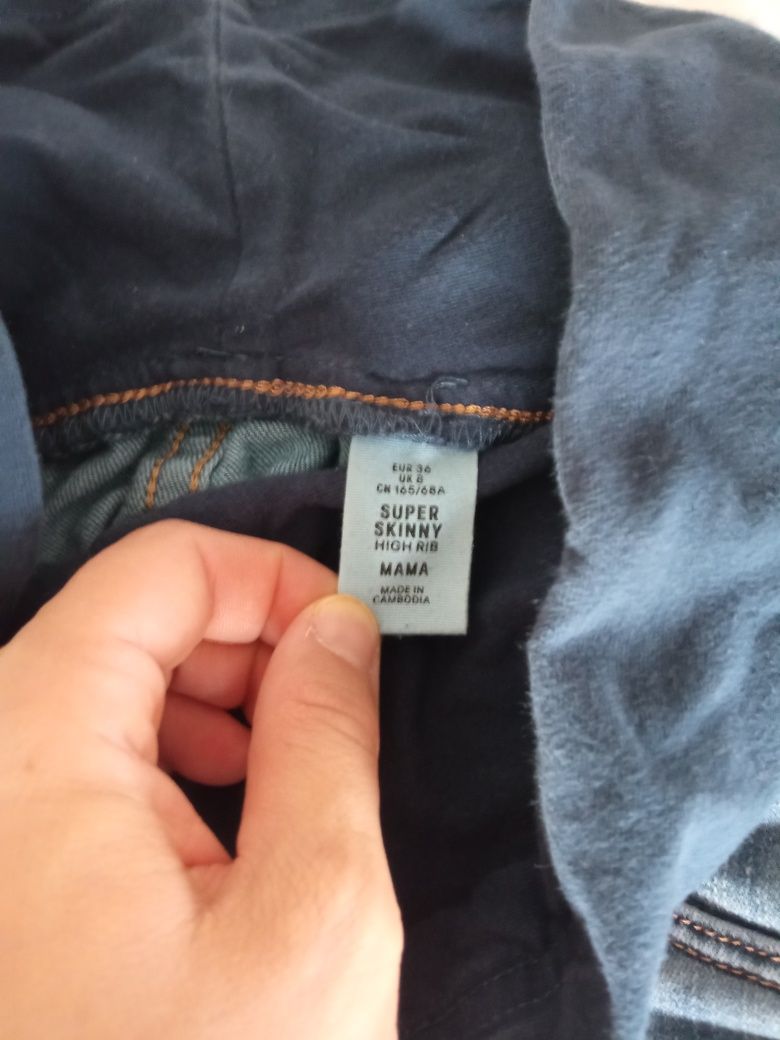 EUR 36
UK 8
CN 165/68A
SUPER
SKINNY
HIGH RIB
MAMA
MADE IN
CAMBODIA